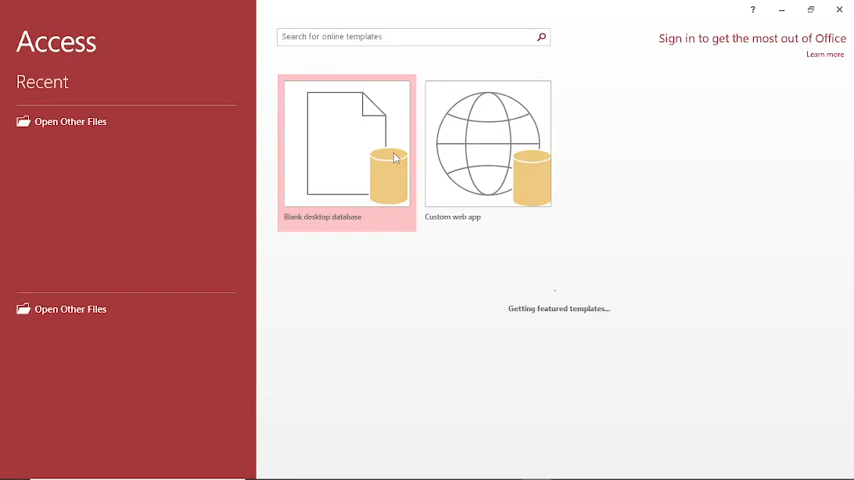 ?
Search for online templates
Sign in to get the most out of Office
Learn more
Access
Recent
Open Other Files
Blank desktop database
Custom web app
Open Other Files
Getting featured templates...